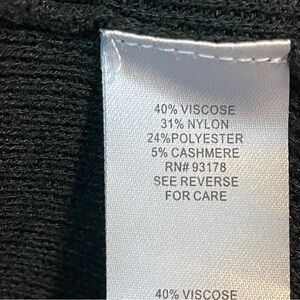 40% VISCOSE
31% NYLON
24%POLYESTER
5% CASHMERE
RN# 93178
SEE REVERSE
FOR CARE
40% VISCOSE